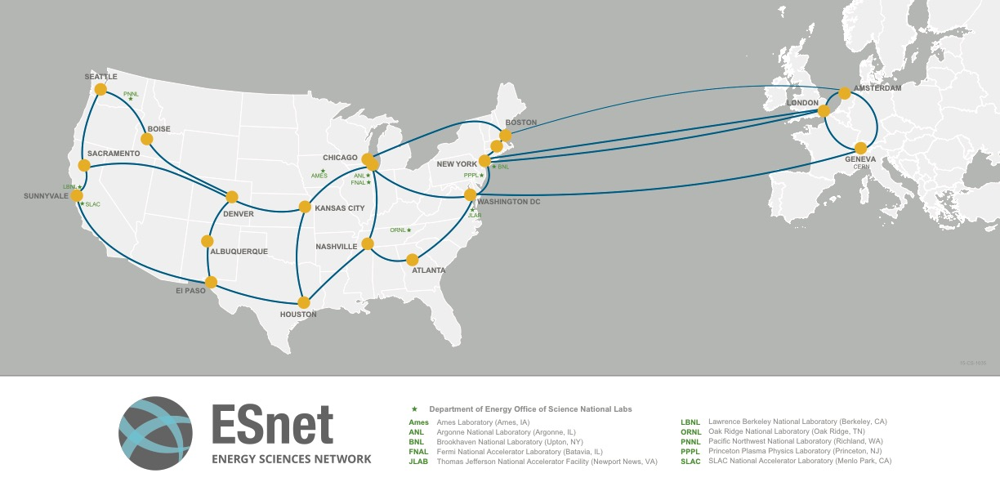 SEATTLE
PNNL
BOISE
SACRAMENTO
LBNL
SUNNYVALE
SLAC
DENVER
ALBUQUERQUE
El PASO
KANSAS CITY
HOUSTON
CHICAGO
AMES
ANL
FNAL
NASHVILLE
ORNL
ATLANTA
BOSTON
NEW YORK
BNL
PPPL
WASHINGTON DC
JLAB
AMSTERDAM
LONDON
GENEVA
CERN
ESnet
ENERGY SCIENCES NETWORK
Department of Energy Office of Science National Labs
Ames Ames Laboratory (Ames, IA)
ANL Argonne National Laboratory (Argonne, IL)
BNL Brookhaven National Laboratory (Upton, NY)
FNAL Fermi National Accelerator Laboratory (Batavia, IL)
JLAB Thomas Jefferson National Accelerator Facility (Newport News, VA)
LBNL Lawrence Berkeley National Laboratory (Berkeley, CA)
ORNL Oak Ridge National Laboratory (Oak Ridge, TN)
PNNL Pacific Northwest National Laboratory (Richland, WA)
PPPL Princeton Plasma Physics Laboratory (Princeton, NJ)
SLAC SLAC National Accelerator Laboratory (Menlo Park, CA)